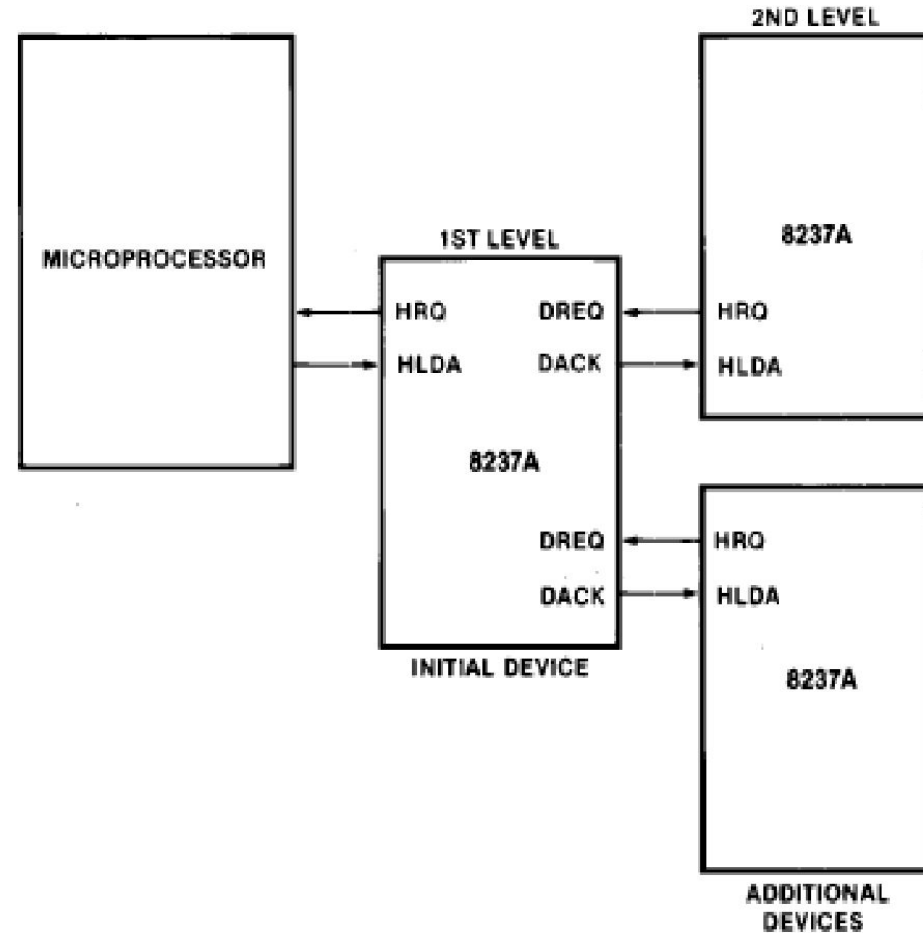 2ND LEVEL
8237A
HRQ
HLDA
MICROPROCESSOR
1ST LEVEL
HRQ DREQ
HLDA DACK
8237A
DREQ
DACK
INITIAL DEVICE
HRQ
HLDA
8237A
ADDITIONAL
DEVICES